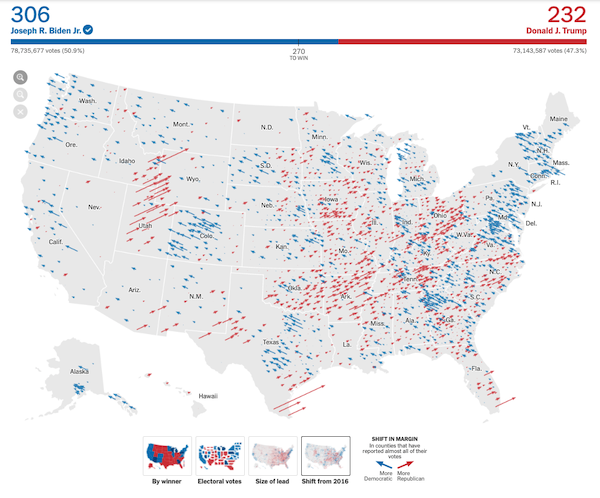 306
232
Joseph R. Biden Jr.
Donald J. Trump
78,735,677 votes (50.9%)
270
TO WIN
73,143,587 votes (47.3%)
Wash.
Mont.
N.D.
Minn.
Vt.
Maine
Ore.
Idaho
S.D.
Wis.
Mich.
N.Y.
N.H.
Mass.
Conn.
R.I.
Wyo.
Nev.
Utah
Colo.
Neb.
Iowa
Ill.
Ind.
Ohio
Pa.
N.J.
Md.
Del.
Calif.
Kan.
Mo.
Ky.
W.Va.
Va.
Ariz.
N.M.
Okla.
Ark.
Tenn.
N.C.
S.C.
Texas
La.
Miss.
Ala.
Ga.
Fla.
Alaska
Hawaii
By winner
Electoral votes
Size of lead
Shift from 2016
SHIFT IN MARGIN
In counties that have
reported almost all of their
votes
More
Democratic
More
Republican